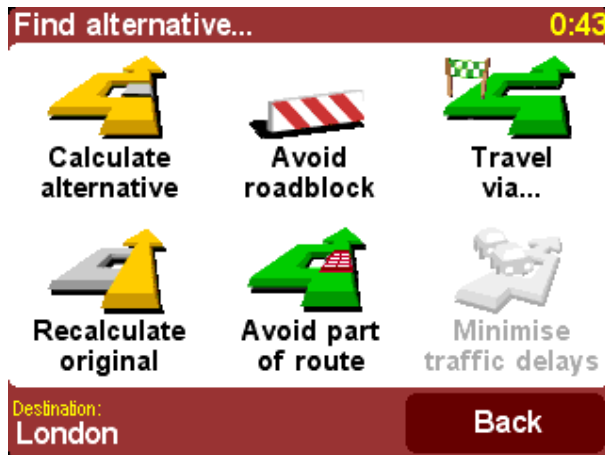 Find alternative... 0:43
Calculate alternative
Avoid roadblock
Travel via...
Recalculate original
Avoid part of route
Minimise traffic delays
Destination:
London
Back